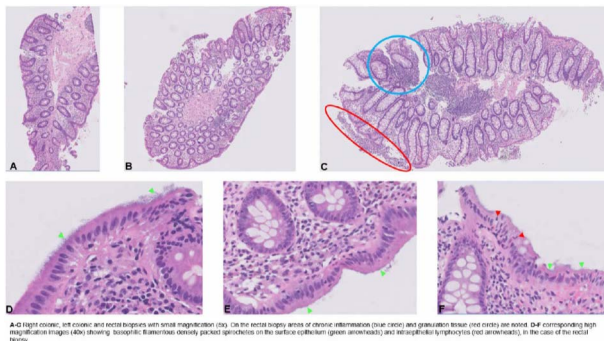 A
B
C
D
E
F
A-C Right colonic, left colonic and rectal biopsies with small magnification (6x). On the rectal biopsy areas of chronic inflammation (blue circle) and granulation tissue (red circle) are noted. D-F corresponding high
magnification images (40x) showing basophilic filamentous densely packed spirochetes on the surface epithelium (green arrowheads) and intraepithelial lymphocytes (red arrowheads), in the case of the rectal
biopsy.